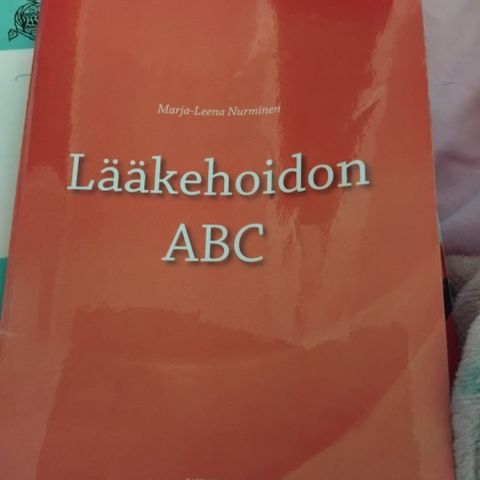 Marja-Leena Nurminen
Lääkehoidon
ABC